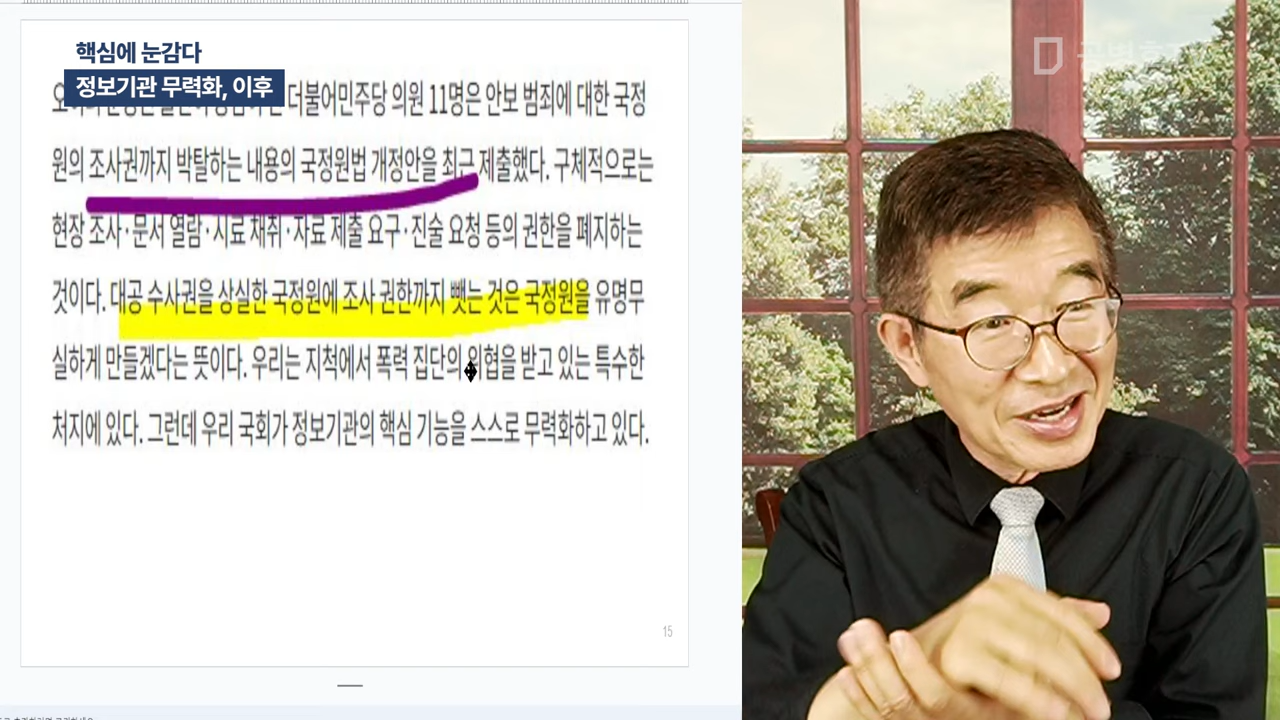 핵심에 눈감다
정보기관 무력화, 이후
더불어민주당 의원 11명은 안보 범죄에 대한 국정
원의 조사권까지 박탈하는 내용의 국정원법 개정안을 최근 제출했다. 구체적으로는
현장 조사·문서 열람·시료 채취·자료 제출 요구·진술 요청 등의 권한을 폐지하는
것이다. 대공 수사권을 상실한 국정원에 조사 권한까지 뺏는 것은 국정원을 유명무
실하게 만들겠다는 뜻이다. 우리는 지척에서 폭력 집단의 위협을 받고 있는 특수한
처지에 있다. 그런데 우리 국회가 정보기관의 핵심 기능을 스스로 무력화하고 있다.
15